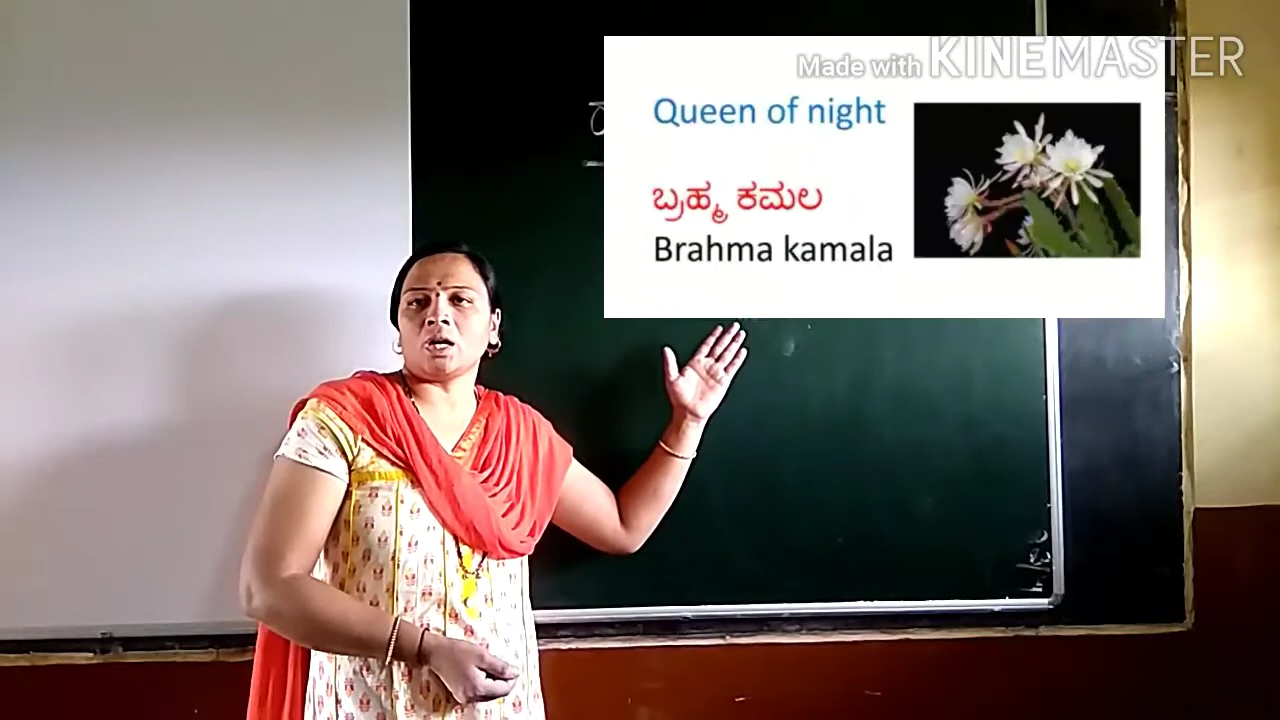 Made with KINEMASTER
Queen of night
ಬ್ರಹ್ಮ ಕಮಲ
Brahma kamala